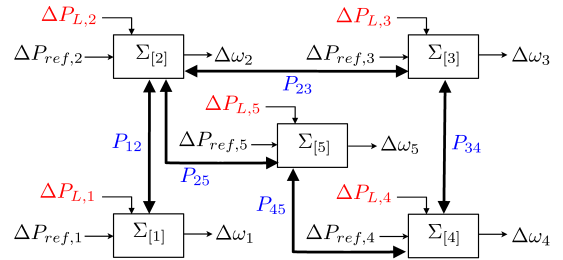 ΔP_{L,2}
ΔP_{L,3}
ΔP_{ref,2} Σ_{[2]} Δω_2
ΔP_{ref,3} Σ_{[3]} Δω_3
P_{23}
ΔP_{L,5}
P_{12}
ΔP_{ref,5} Σ_{[5]} Δω_5
P_{34}
P_{25}
ΔP_{L,1}
P_{45}
ΔP_{L,4}
ΔP_{ref,1} Σ_{[1]} Δω_1
ΔP_{ref,4} Σ_{[4]} Δω_4